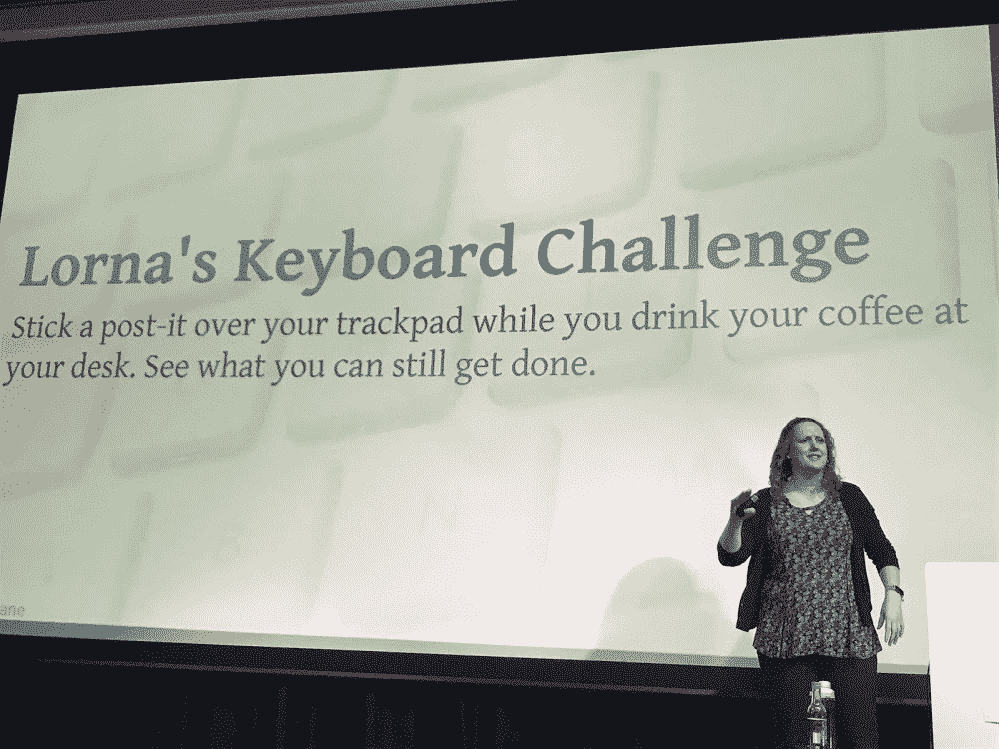 Lorna's Keyboard Challenge
Stick a post-it over your trackpad while you drink your coffee at
your desk. See what you can still get done.
ane